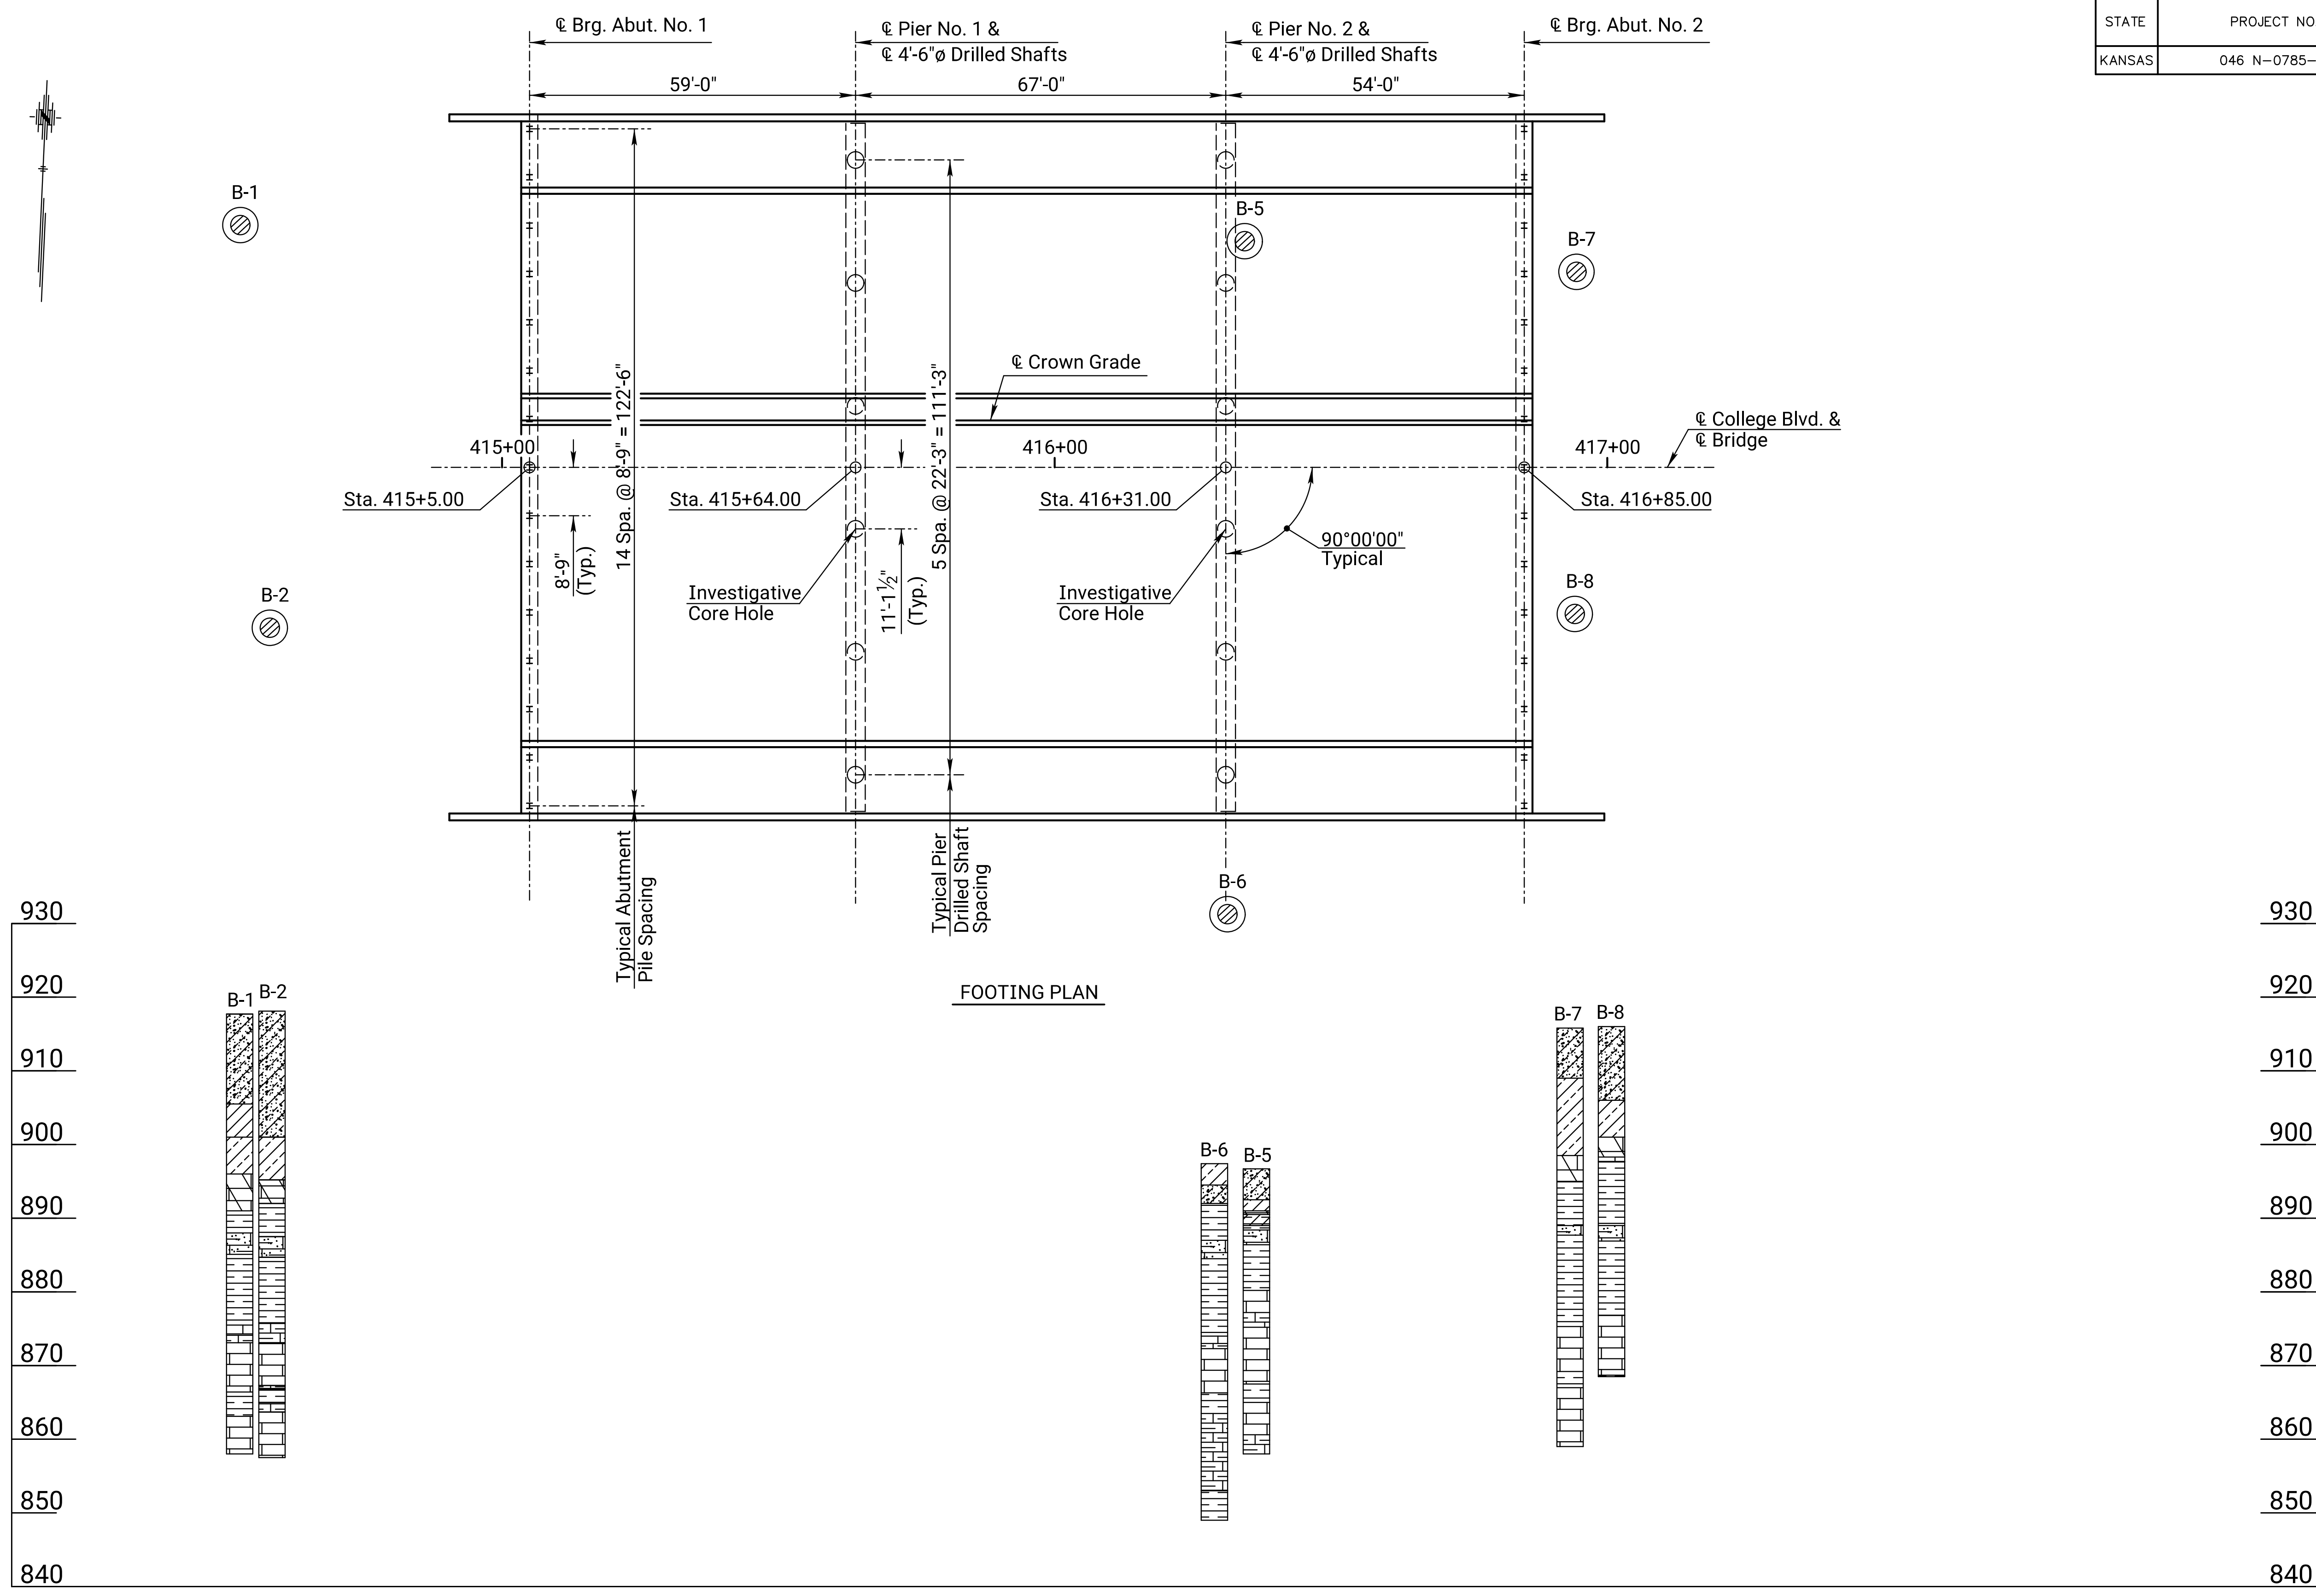 ℄ Brg. Abut. No. 1
℄ Pier No. 1 &
℄ 4'-6"ø Drilled Shafts
℄ Pier No. 2 &
℄ 4'-6"ø Drilled Shafts
℄ Brg. Abut. No. 2
STATE
PROJECT NO.
KANSAS
046 N-0785-
59'-0"
67'-0"
54'-0"
B-1
B-5
B-7
℄ Crown Grade
14 Spa. @ 8'-9" = 122'-6"
5 Spa. @ 22'-3" = 111'-3"
415+00
416+00
417+00
℄ College Blvd. &
℄ Bridge
Sta. 415+5.00
Sta. 415+64.00
Sta. 416+31.00
Sta. 416+85.00
8'-9"
(Typ.)
11'-1½"
(Typ.)
90°00'00"
Typical
Investigative
Core Hole
Investigative
Core Hole
B-2
B-8
Typical Abutment
Pile Spacing
Typical Pier
Drilled Shaft
Spacing
B-6
FOOTING PLAN
930
920
910
900
890
880
870
860
850
840
B-1
B-2
B-6
B-5
B-7
B-8
930
920
910
900
890
880
870
860
850
840